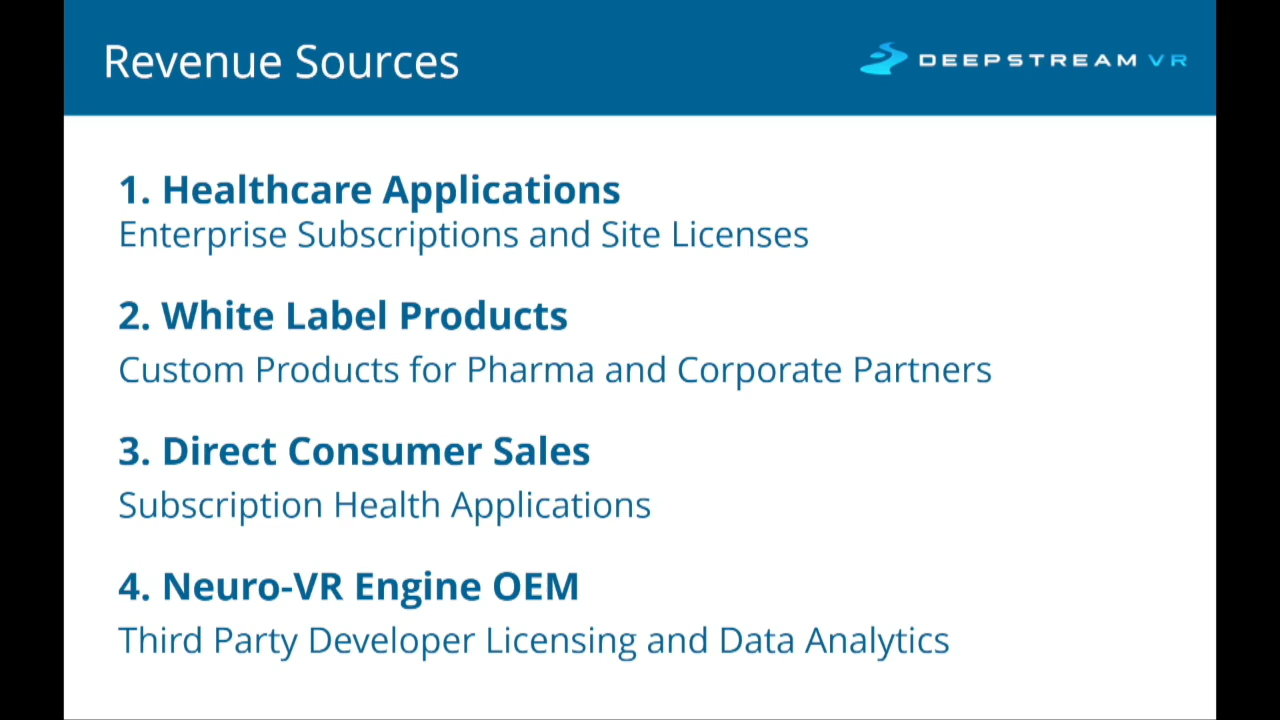 Revenue Sources
DEEPSTREAM VR
1. Healthcare Applications
Enterprise Subscriptions and Site Licenses
2. White Label Products
Custom Products for Pharma and Corporate Partners
3. Direct Consumer Sales
Subscription Health Applications
4. Neuro-VR Engine OEM
Third Party Developer Licensing and Data Analytics